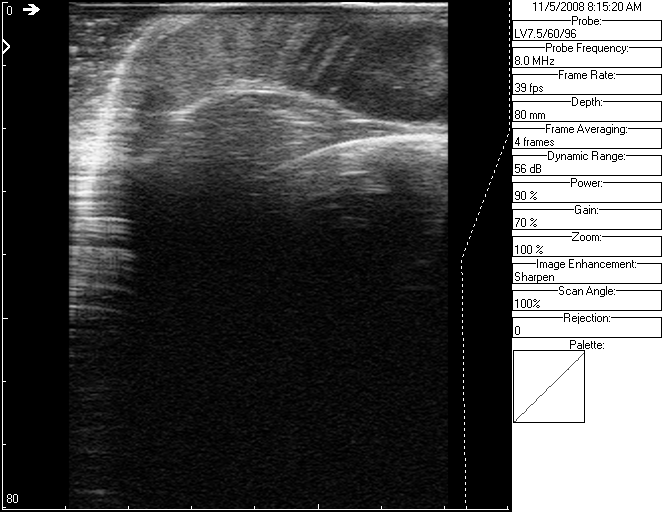 0
80
11/5/2008 8:15:20 AM
Probe:
LV7.5/60/96
Probe Frequency:
8.0 MHz
Frame Rate:
39 fps
Depth:
80 mm
Frame Averaging:
4 frames
Dynamic Range:
56 dB
Power:
90 %
Gain:
70 %
Zoom:
100 %
Image Enhancement:
Sharpen
Scan Angle:
100%
Rejection:
0
Palette: